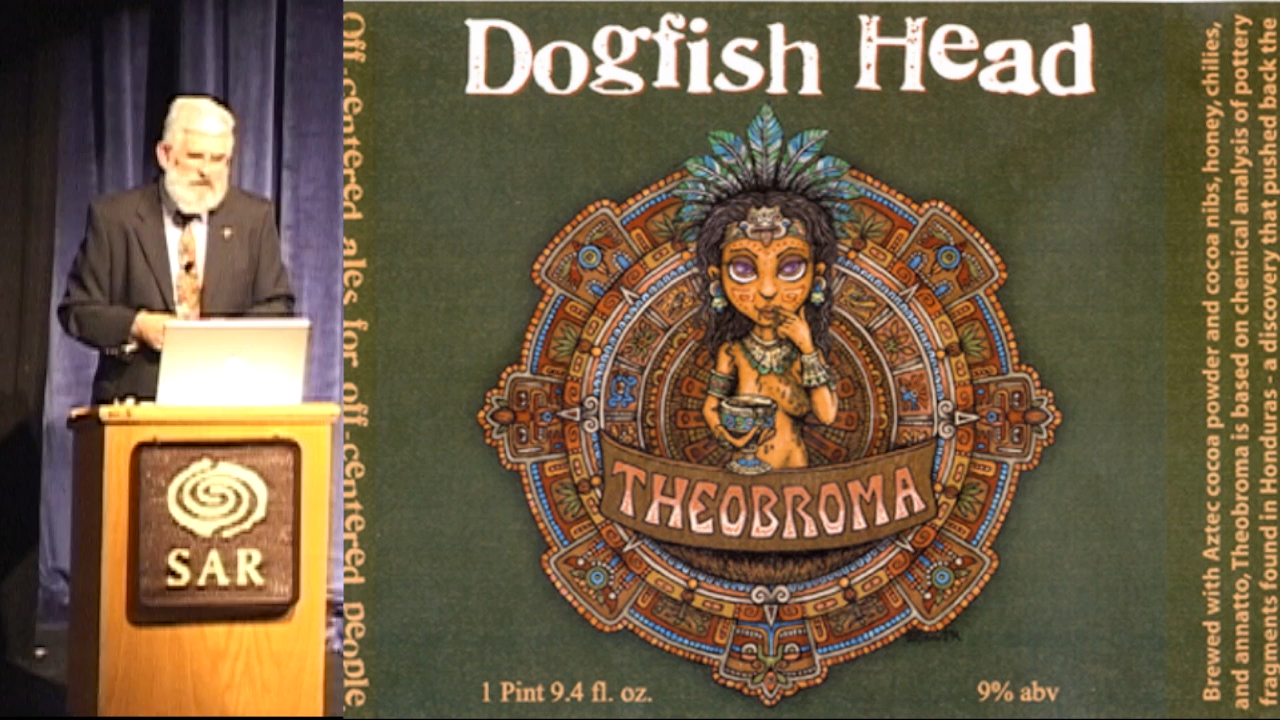 SAR
Off-centered ales for off-centered people
Dogfish Head
THEOBROMA
1 Pint 9.4 fl. oz.
9% abv
Brewed with Aztec cocoa powder and cocoa nibs, honey, chilies,
and annatto, Theobroma is based on chemical analysis of pottery
fragments found in Honduras - a discovery that pushed back the